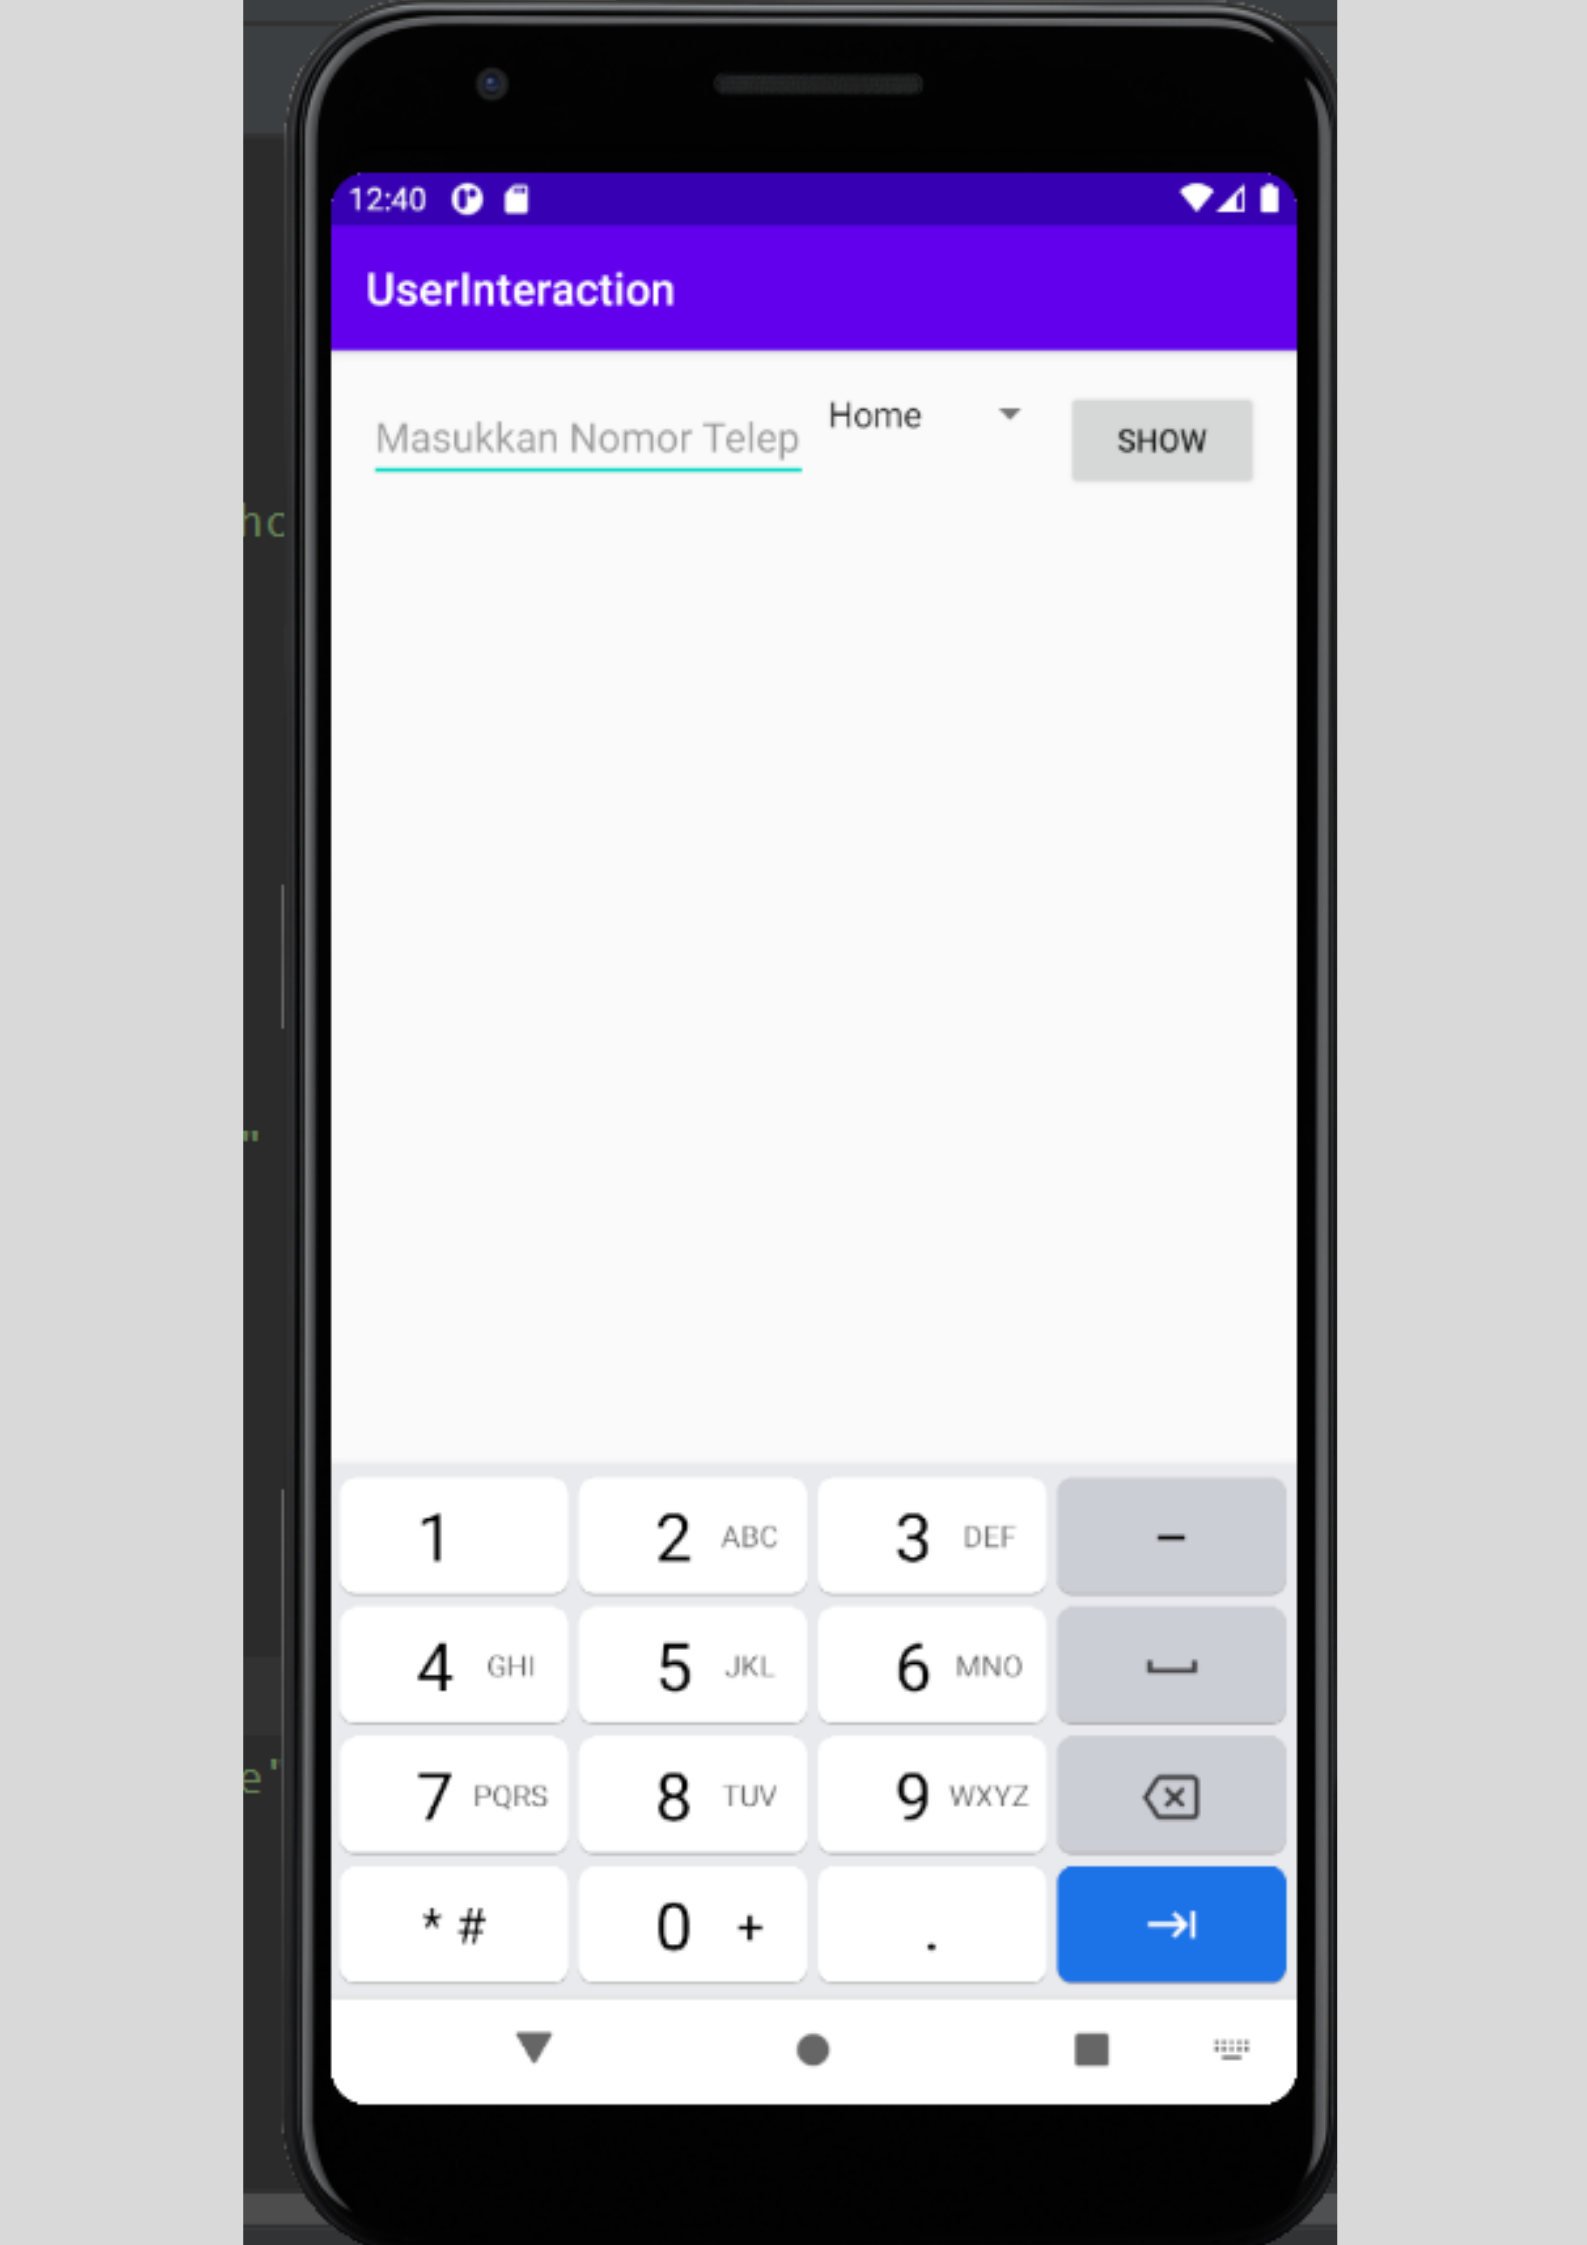 12:40
UserInteraction
Masukkan Nomor Telep
Home
SHOW
hc
"
e"
1
2 ABC
3 DEF
-
4 GHI
5 JKL
6 MNO
7 PQRS
8 TUV
9 WXYZ
* #
0 +
.